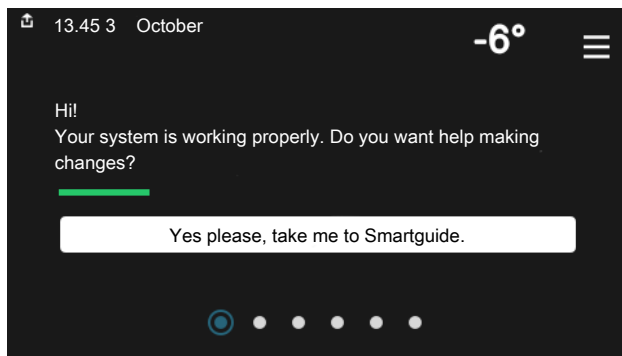 13.45 3 October
-6°
Hi!
Your system is working properly. Do you want help making
changes?
Yes please, take me to Smartguide.